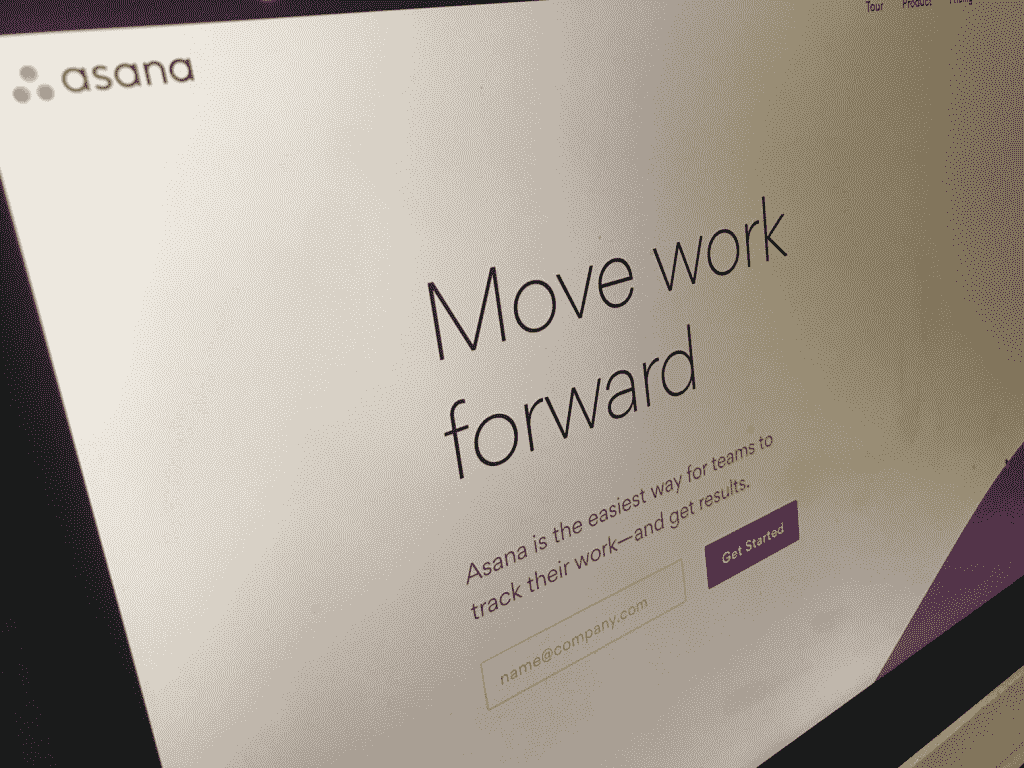 Tour Product Pricing
asana
Move work
forward
Asana is the easiest way for teams to
track their work—and get results.
name@company.com
Get Started